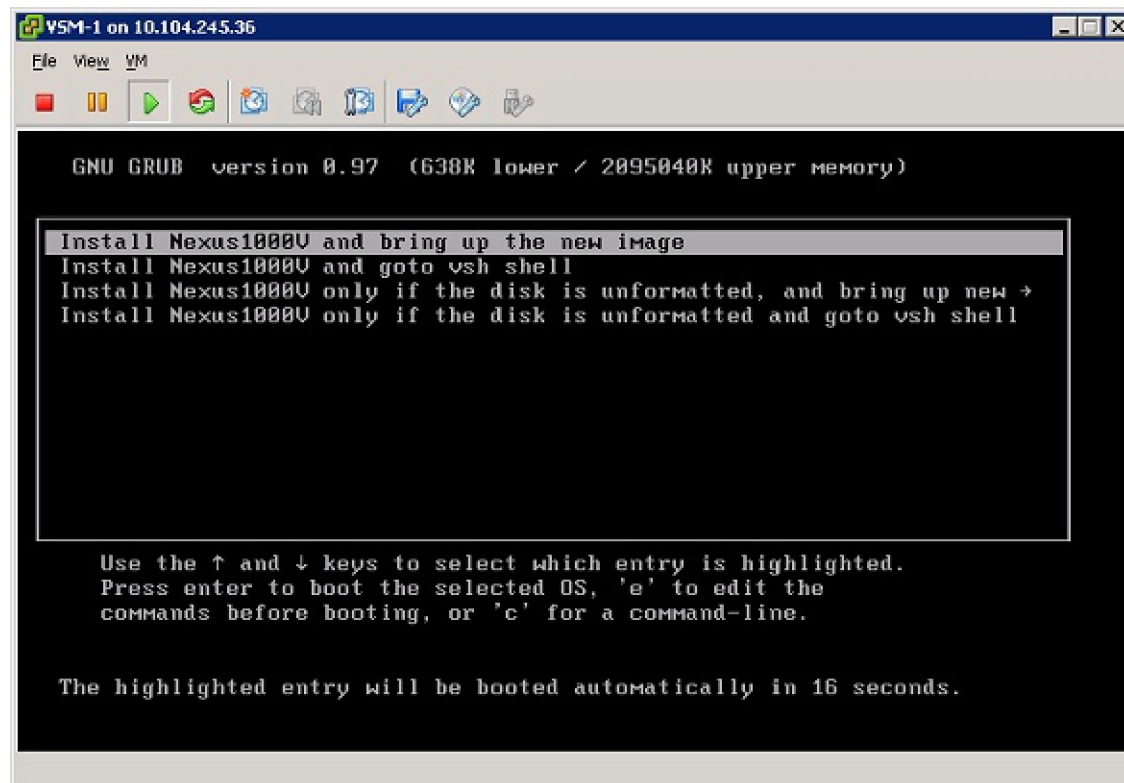 VSM-1 on 10.104.245.36
File View VM
GNU GRUB version 0.97 (638K lower / 2095040K upper memory)
Install Nexus1000V and bring up the new image
Install Nexus1000V and goto vsh shell
Install Nexus1000V only if the disk is unformatted, and bring up new →
Install Nexus1000V only if the disk is unformatted and goto vsh shell
Use the ↑ and ↓ keys to select which entry is highlighted.
Press enter to boot the selected OS, 'e' to edit the
commands before booting, or 'c' for a command-line.
The highlighted entry will be booted automatically in 16 seconds.